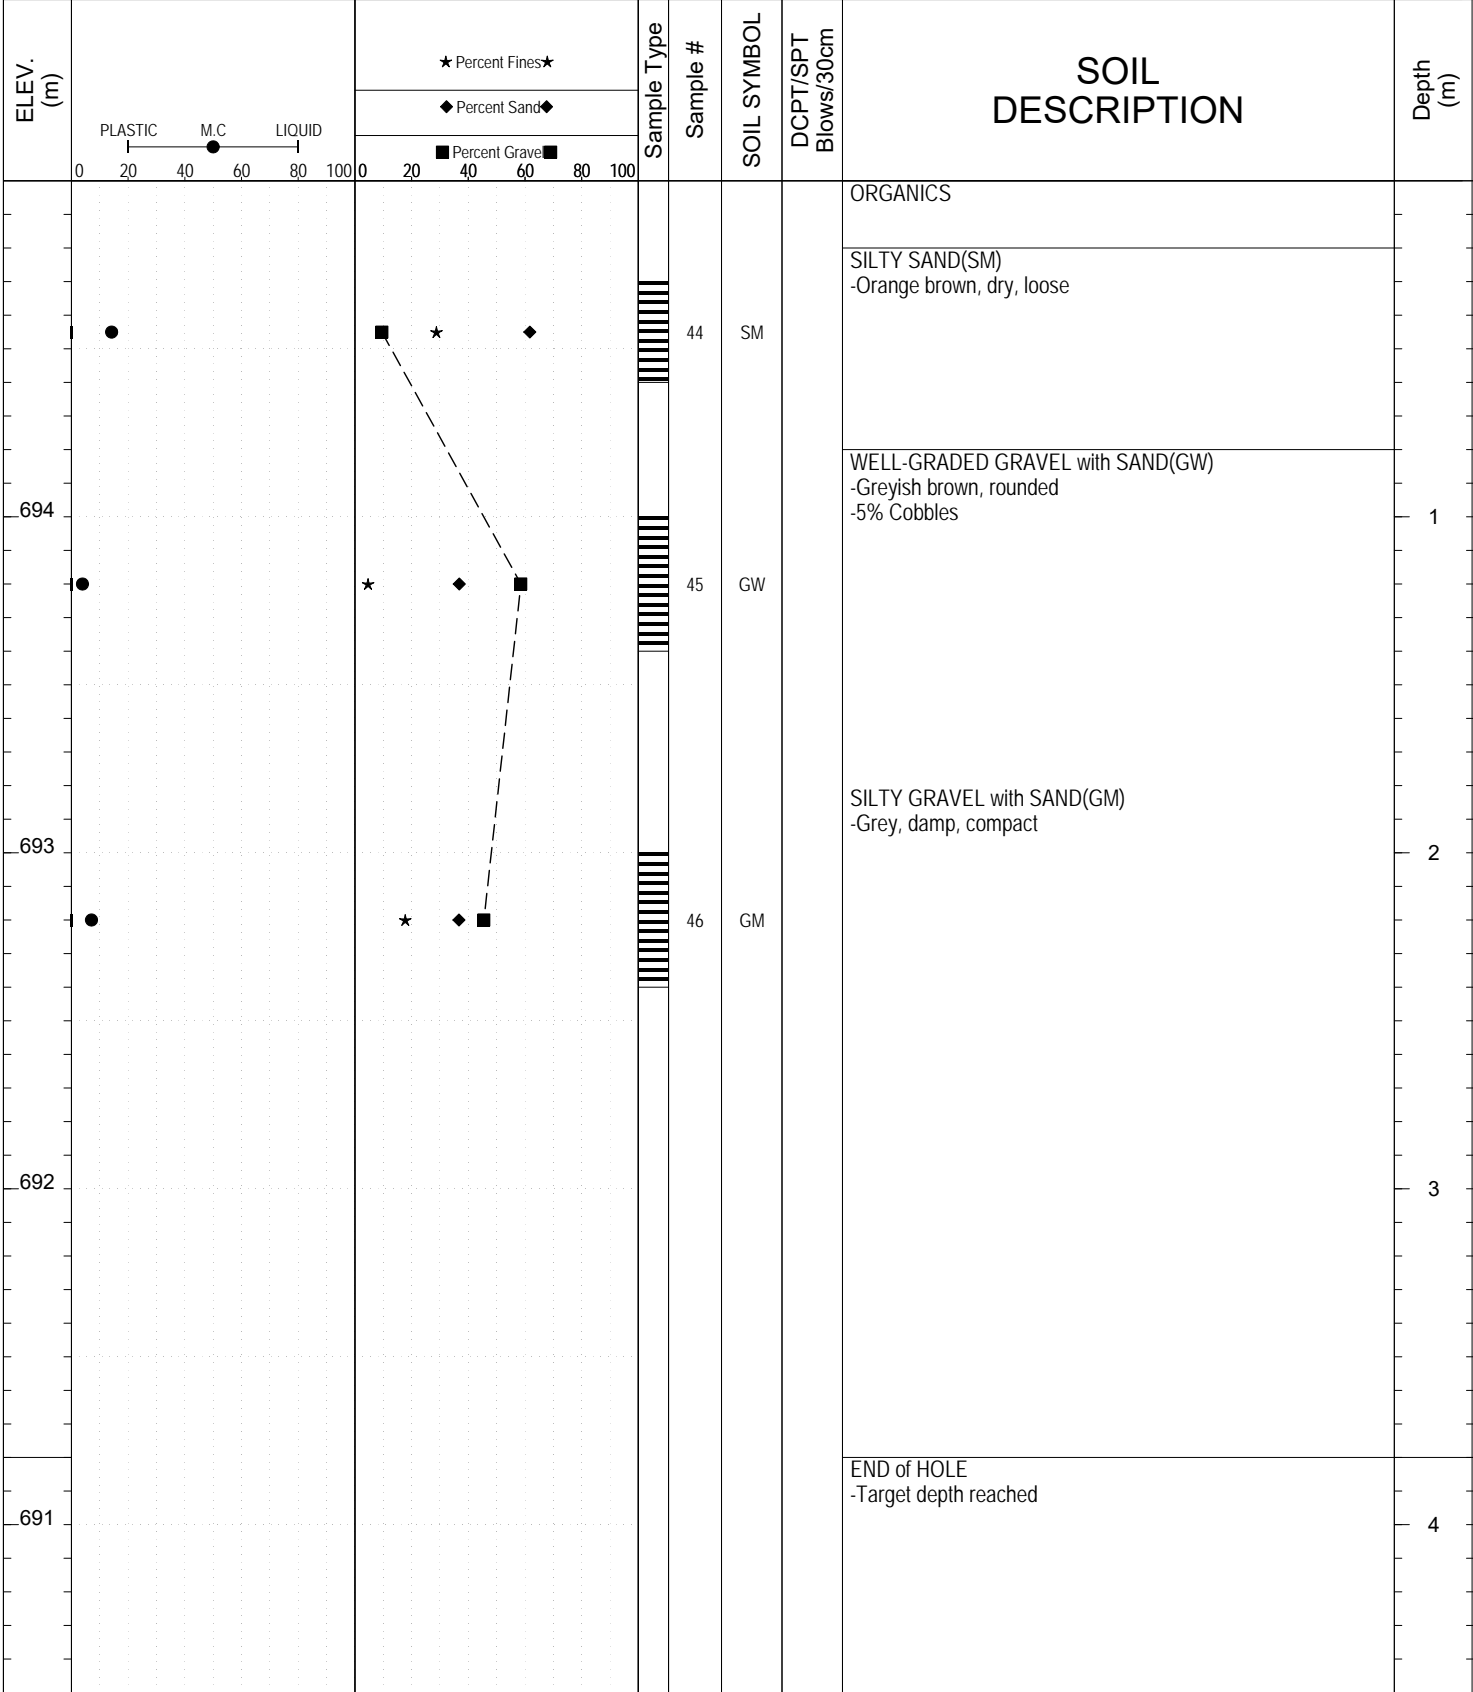 ELEV.
(m)
PLASTIC M.C LIQUID
0 20 40 60 80 100
★ Percent Fines★
◆ Percent Sand◆
■ Percent Gravel■
0 20 40 60 80 100
Sample Type
Sample #
SOIL SYMBOL
DCPT/SPT
Blows/30cm
SOIL
DESCRIPTION
Depth
(m)
ORGANICS
SILTY SAND(SM)
-Orange brown, dry, loose
44 SM
WELL-GRADED GRAVEL with SAND(GW)
-Greyish brown, rounded
-5% Cobbles
694 1
45 GW
SILTY GRAVEL with SAND(GM)
-Grey, damp, compact
693 2
46 GM
692 3
END of HOLE
-Target depth reached
691 4